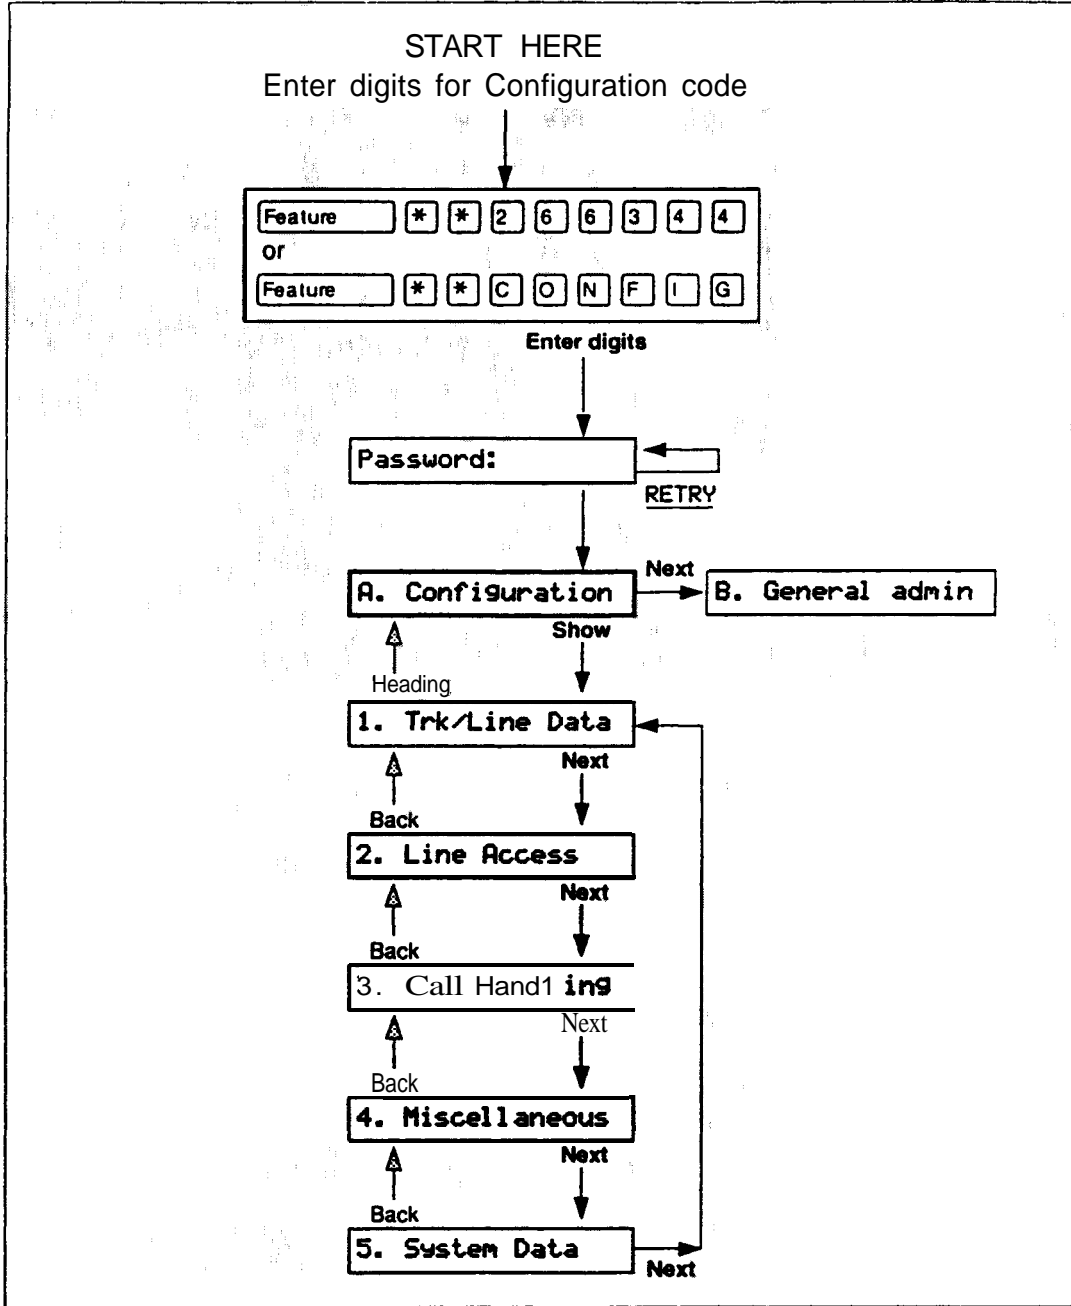 START HERE
Enter digits for Configuration code
Feature * * 2 6 6 3 4 4
or
Feature * * C O N F I G
Enter digits
Password:
RETRY
A. Configuration
Next
B. General admin
Show
Heading
1. Trk/Line Data
Next
Back
2. Line Access
Next
Back
3. Call Hand1 ing
Next
Back
4. Miscellaneous
Next
Back
5. System Data
Next